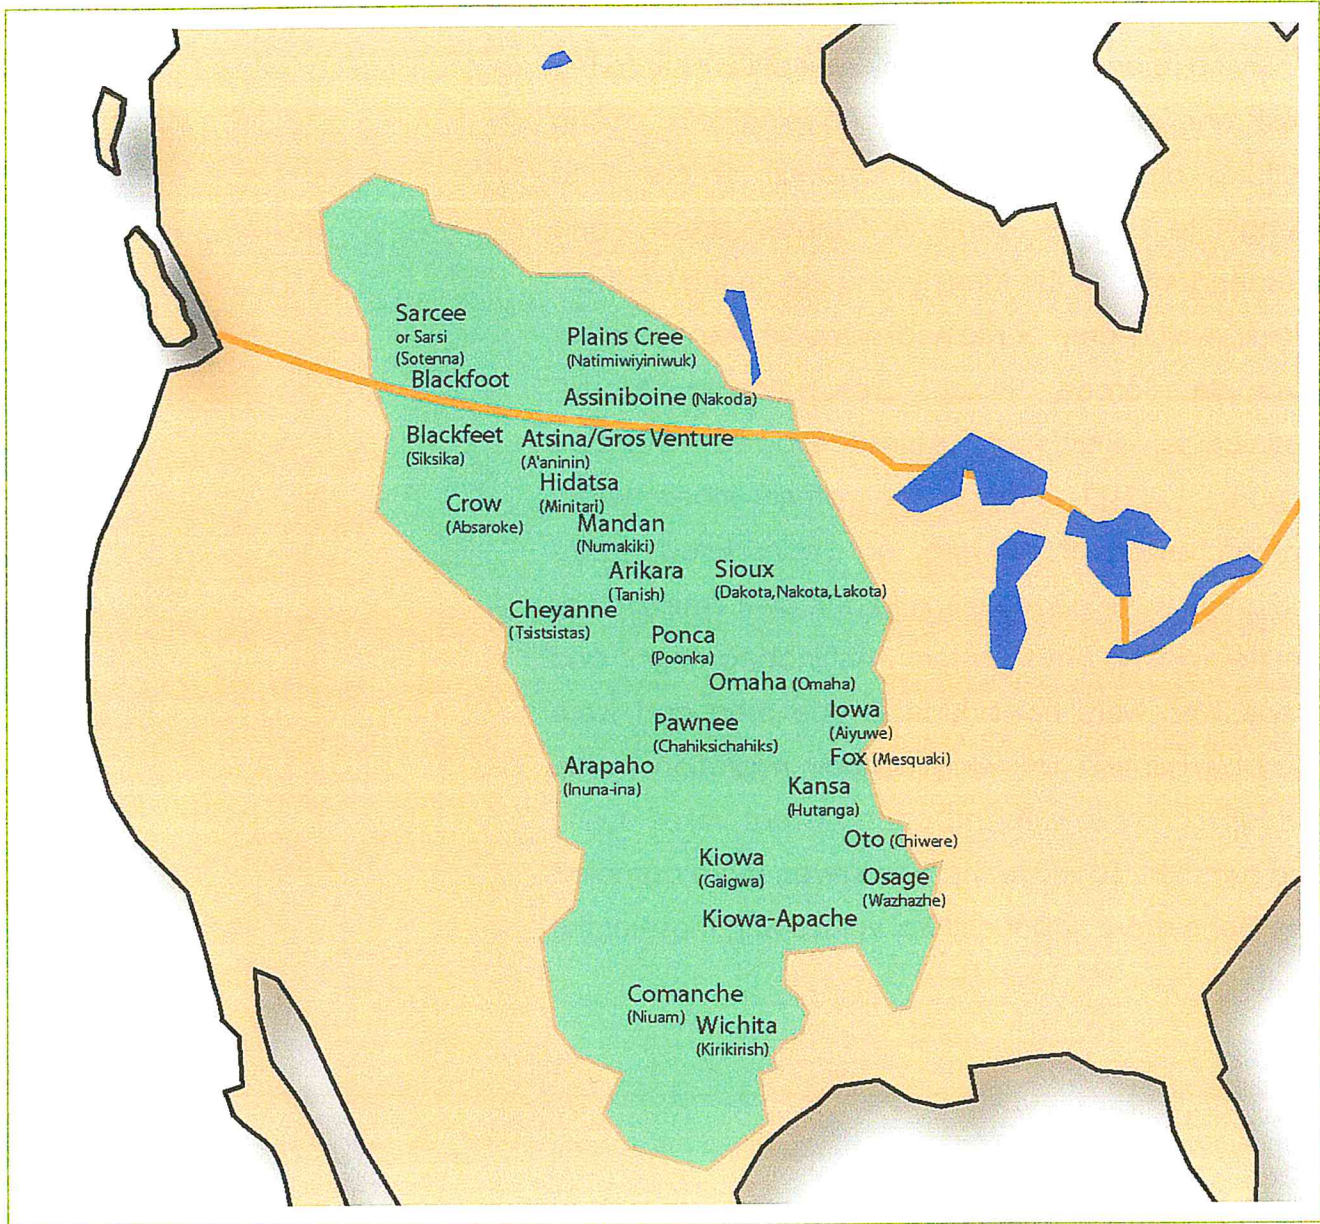 Sarcee
or Sarsi
(Sotenna)
Blackfoot
Plains Cree
(Natimiwiyiniwuk)
Assiniboine (Nakoda)
Blackfeet
(Siksika)
Atsina/Gros Venture
(A'aninin)
Hidatsa
(Minitari)
Crow
(Absaroke)
Mandan
(Numakiki)
Arikara
(Tanish)
Sioux
(Dakota, Nakota, Lakota)
Cheyanne
(Tsistsistas)
Ponca
(Poonka)
Omaha (Omaha)
Iowa
(Aiyuwe)
Pawnee
(Chahiksichahiks)
Fox (Mesquaki)
Arapaho
(Inuna-ina)
Kansa
(Hutanga)
Oto (Chiwere)
Kiowa
(Gaigwa)
Osage
(Wazhazhe)
Kiowa-Apache
Comanche
(Niuam)
Wichita
(Kirikirish)